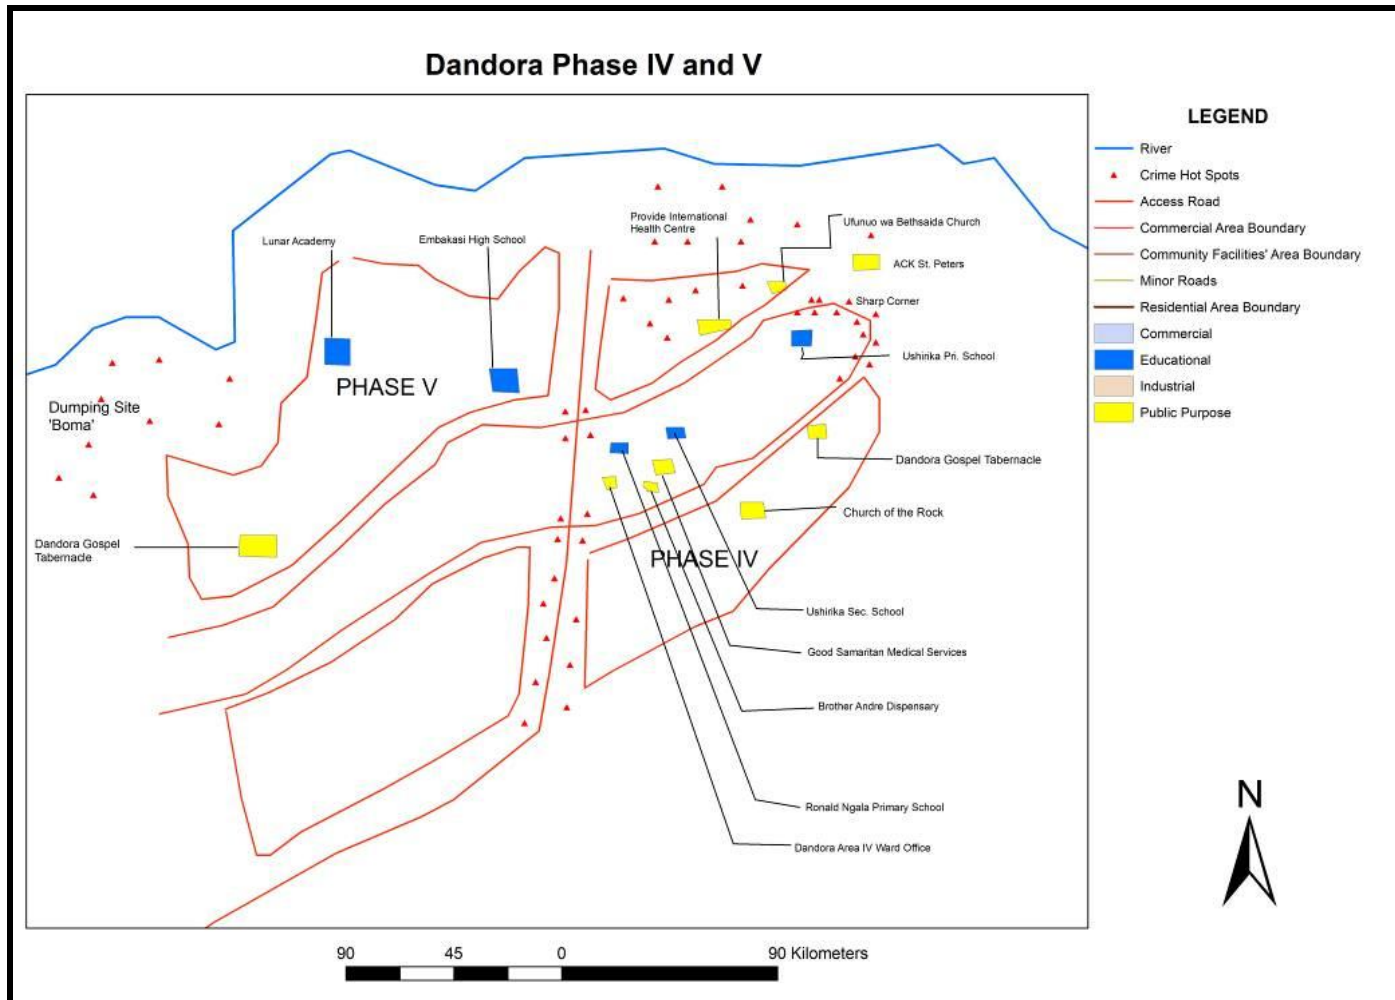 Dandora Phase IV and V
LEGEND
River
Crime Hot Spots
Access Road
Commercial Area Boundary
Community Facilities' Area Boundary
Minor Roads
Residential Area Boundary
Commercial
Educational
Industrial
Public Purpose
Provide International
Health Centre
Ufunuo wa Bethsaida Church
Lunar Academy
Embakasi High School
ACK St. Peters
Sharp Corner
Ushirika Pri. School
PHASE V
Dumping Site
'Boma'
Dandora Gospel Tabernacle
Church of the Rock
Dandora Gospel
Tabernacle
PHASE IV
Ushirika Sec. School
Good Samaritan Medical Services
Brother Andre Dispensary
Ronald Ngala Primary School
Dandora Area IV Ward Office
N
90 45 0 90 Kilometers